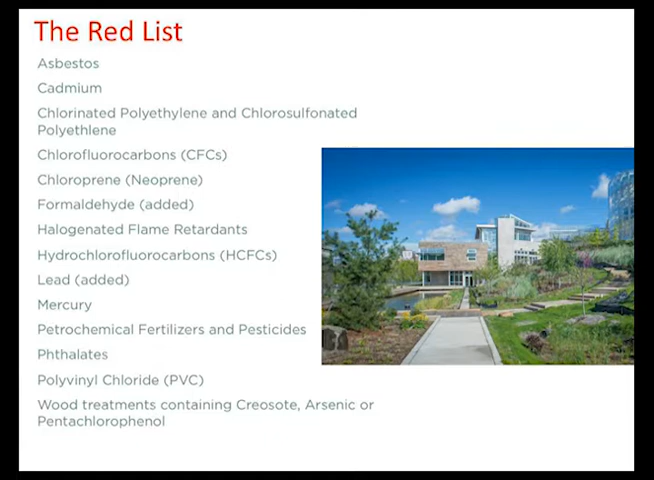 The Red List
Asbestos
Cadmium
Chlorinated Polyethylene and Chlorosulfonated
Polyethlene
Chlorofluorocarbons (CFCs)
Chloroprene (Neoprene)
Formaldehyde (added)
Halogenated Flame Retardants
Hydrochlorofluorocarbons (HCFCs)
Lead (added)
Mercury
Petrochemical Fertilizers and Pesticides
Phthalates
Polyvinyl Chloride (PVC)
Wood treatments containing Creosote, Arsenic or
Pentachlorophenol